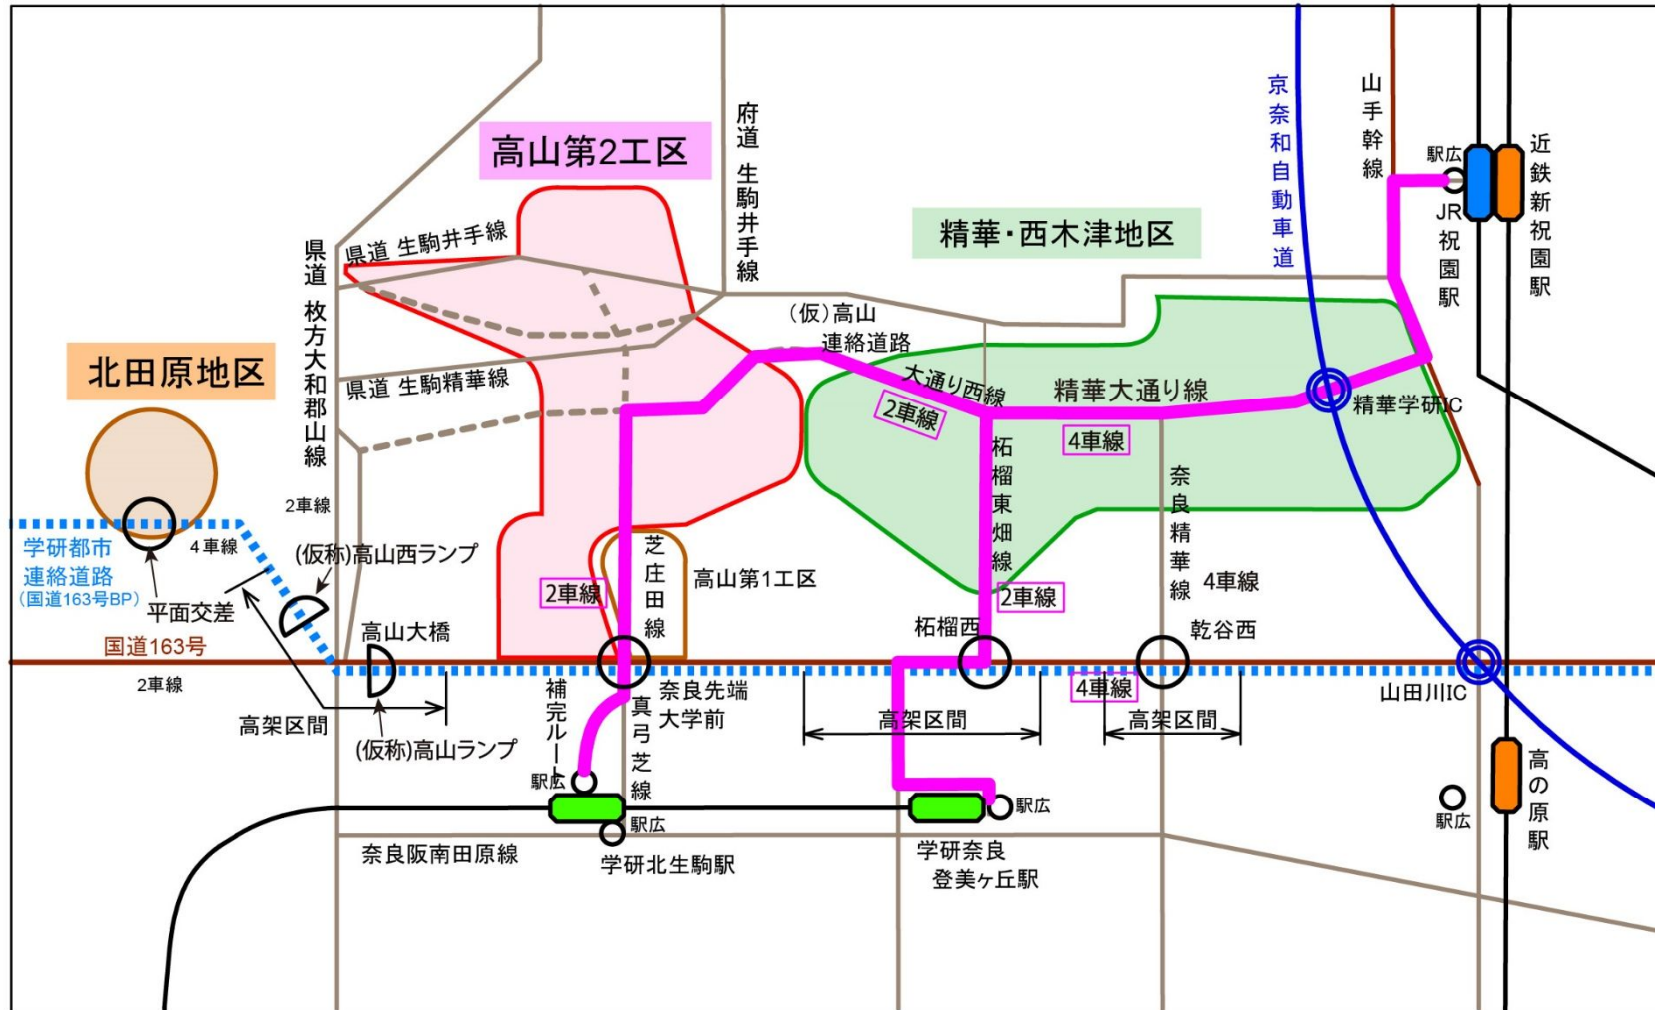 高山第2工区
精華・西木津地区
北田原地区
府道 生駒井手線
県道 生駒井手線
県道 枚方大和郡山線
県道 生駒精華線
京奈和自動車道
山手幹線
駅広
JR祝園駅
近鉄新祝園駅
(仮)高山
連絡道路
大通り西線
2車線
精華大通り線
4車線
精華学研IC
柘榴東畑線
奈良精華線
2車線
4車線
学研都市
連絡道路
(国道163号BP)
(仮称)高山西ランプ
平面交差
2車線
芝庄田線
高山第1工区
2車線
4車線
国道163号
2車線
高山大橋
柘榴西
乾谷西
高架区間
(仮称)高山ランプ
補完ルート
奈良先端
大学前
真弓芝線
高架区間
4車線
高架区間
山田川IC
駅広
駅広
駅広
駅広
高の原駅
奈良阪南田原線
学研北生駒駅
学研奈良
登美ヶ丘駅